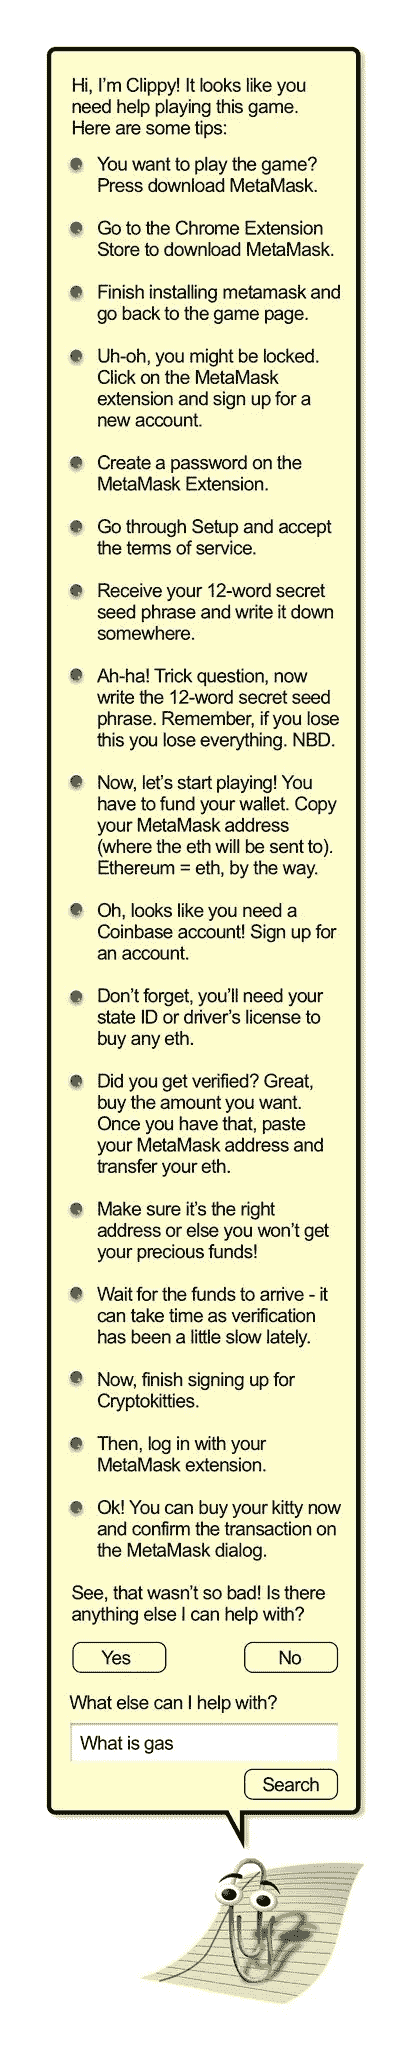 Hi, I'm Clippy! It looks like you
need help playing this game.
Here are some tips:
You want to play the game?
Press download MetaMask.
Go to the Chrome Extension
Store to download MetaMask.
Finish installing metamask and
go back to the game page.
Uh-oh, you might be locked.
Click on the MetaMask
extension and sign up for a
new account.
Create a password on the
MetaMask Extension.
Go through Setup and accept
the terms of service.
Receive your 12-word secret
seed phrase and write it down
somewhere.
Ah-ha! Trick question, now
write the 12-word secret seed
phrase. Remember, if you lose
this you lose everything. NBD.
Now, let's start playing! You
have to fund your wallet. Copy
your MetaMask address
(where the eth will be sent to).
Ethereum = eth, by the way.
Oh, looks like you need a
Coinbase account! Sign up for
an account.
Don't forget, you'll need your
state ID or driver's license to
buy any eth.
Did you get verified? Great,
buy the amount you want.
Once you have that, paste
your MetaMask address and
transfer your eth.
Make sure it's the right
address or else you won't get
your precious funds!
Wait for the funds to arrive - it
can take time as verification
has been a little slow lately.
Now, finish signing up for
Cryptokitties.
Then, log in with your
MetaMask extension.
Ok! You can buy your kitty now
and confirm the transaction on
the MetaMask dialog.
See, that wasn't so bad! Is there
anything else I can help with?
Yes No
What else can I help with?
What is gas
Search